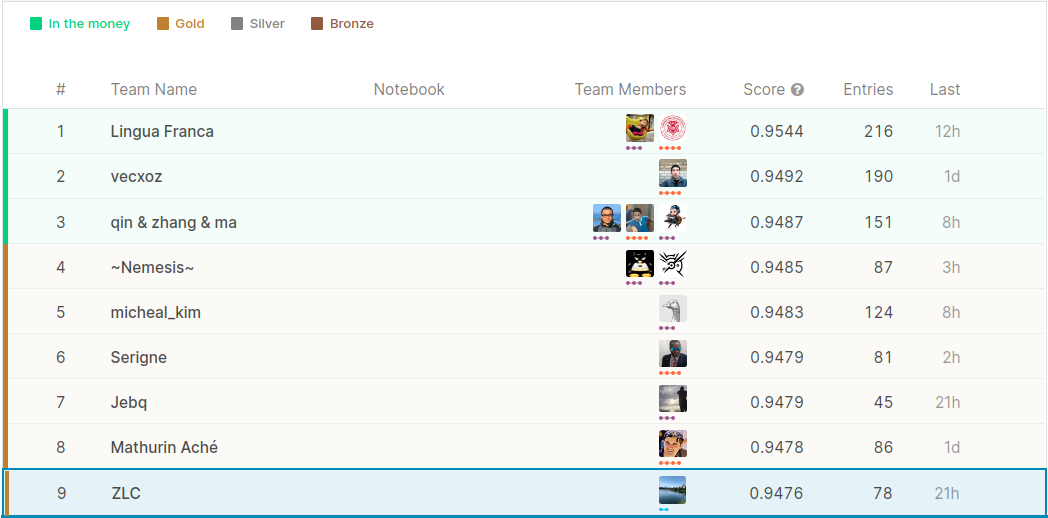 In the money Gold Silver Bronze
# Team Name Notebook Team Members Score ? Entries Last
1 Lingua Franca 0.9544 216 12h
2 vecxoz 0.9492 190 1d
3 qin & zhang & ma 0.9487 151 8h
4 ~Nemesis~ 0.9485 87 3h
5 micheal_kim 0.9483 124 8h
6 Serigne 0.9479 81 2h
7 Jebq 0.9479 45 21h
8 Mathurin Aché 0.9478 86 1d
9 ZLC 0.9476 78 21h